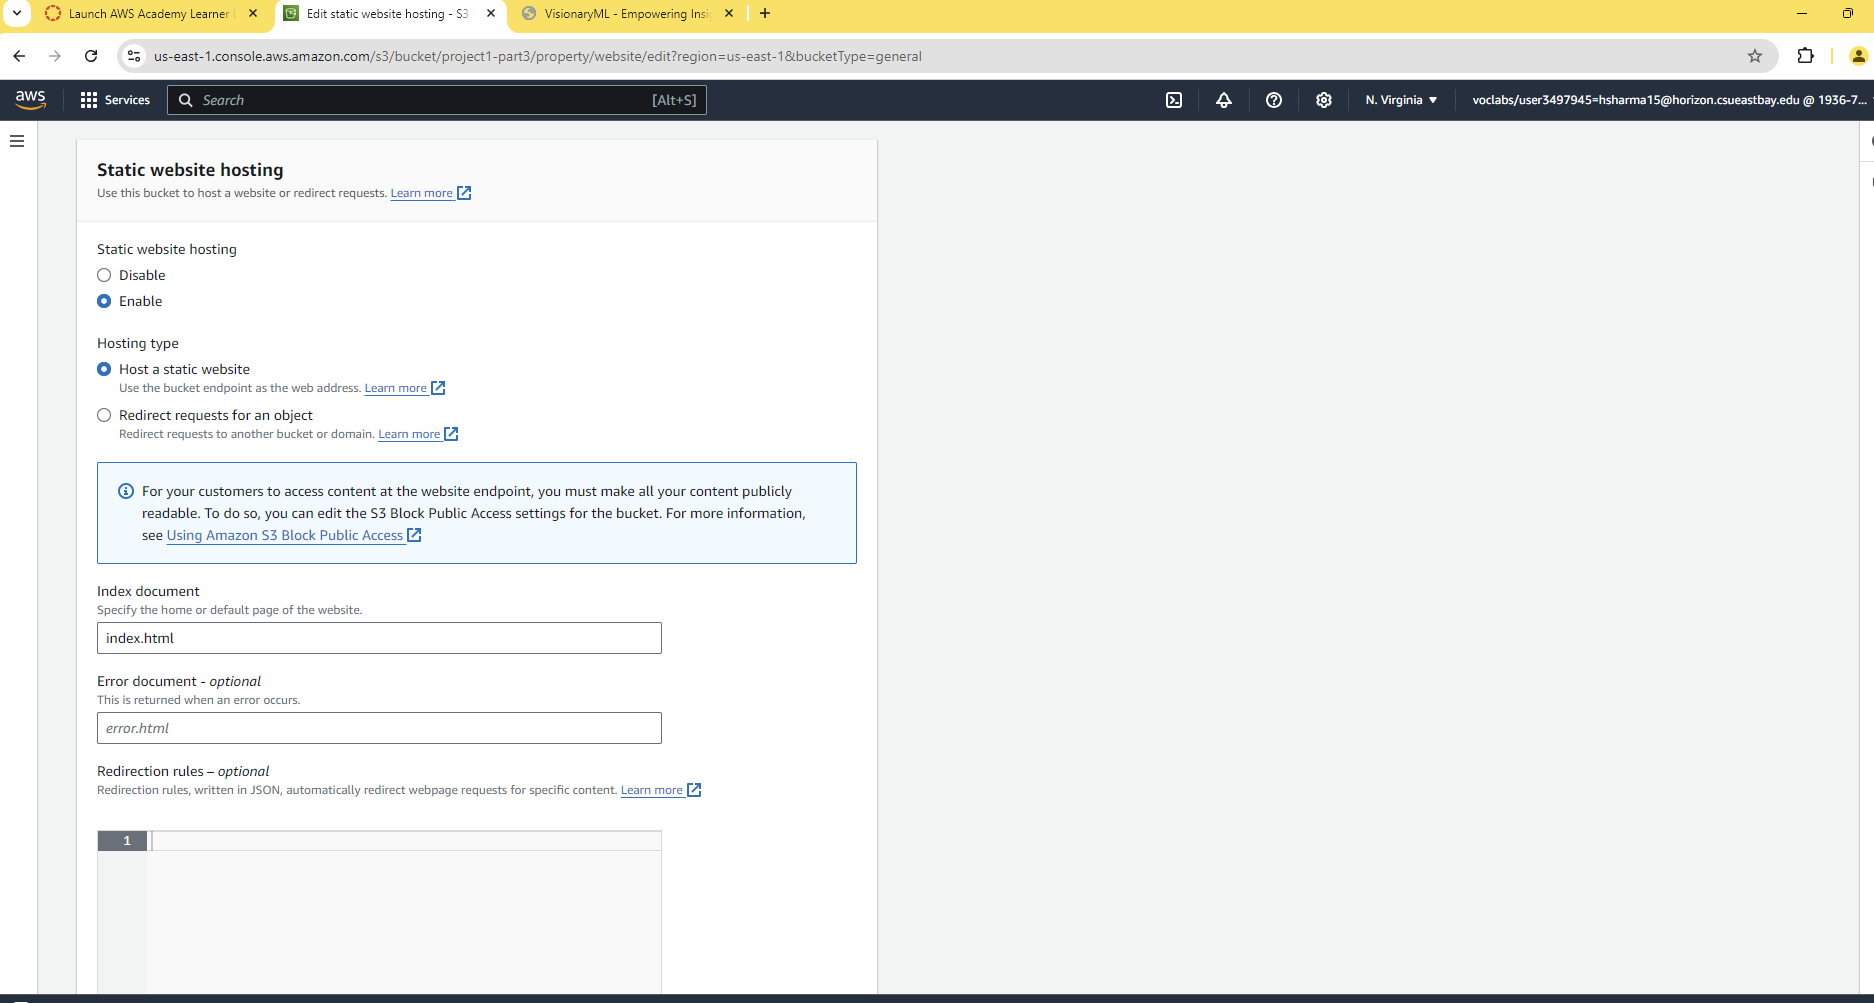 Launch AWS Academy Learner
Edit static website hosting - S3
VisionaryML - Empowering Insi
us-east-1.console.aws.amazon.com/s3/bucket/project1-part3/property/website/edit?region=us-east-1&bucketType=general
aws
Services
Search
[Alt+S]
N. Virginia
voclabs/user3497945=hsharma15@horizon.csueastbay.edu @ 1936-7...
Static website hosting
Use this bucket to host a website or redirect requests. Learn more
Static website hosting
Disable
Enable
Hosting type
Host a static website
Use the bucket endpoint as the web address. Learn more
Redirect requests for an object
Redirect requests to another bucket or domain. Learn more
For your customers to access content at the website endpoint, you must make all your content publicly
readable. To do so, you can edit the S3 Block Public Access settings for the bucket. For more information,
see Using Amazon S3 Block Public Access
Index document
Specify the home or default page of the website.
index.html
Error document - optional
This is returned when an error occurs.
error.html
Redirection rules – optional
Redirection rules, written in JSON, automatically redirect webpage requests for specific content. Learn more
1